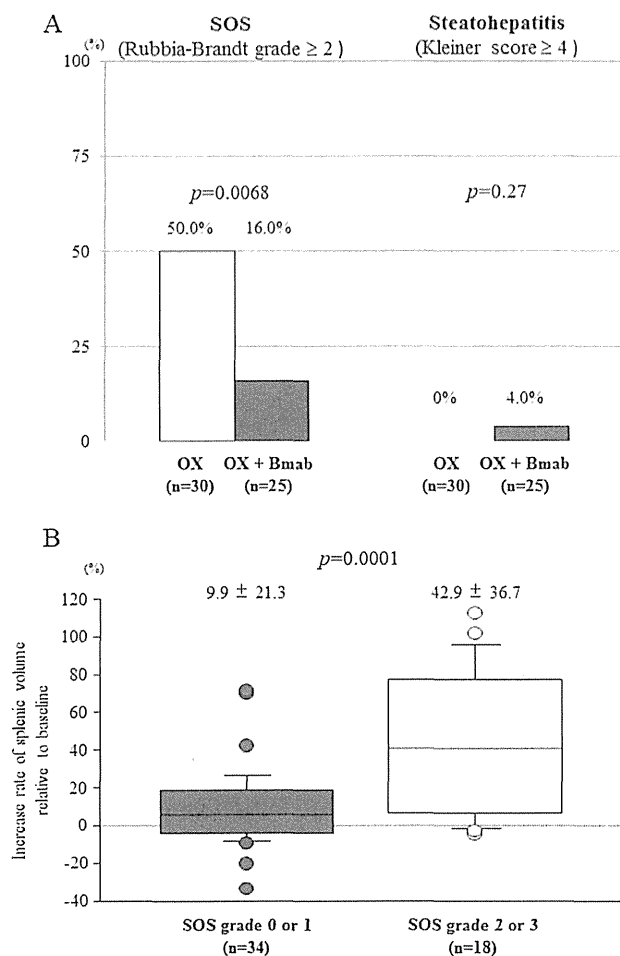 A
SOS
(Rubbia-Brandt grade ≥ 2 )
Steatohepatitis
(Kleiner score ≥ 4 )
(%)
100
75
50
25
0
p=0.0068
p=0.27
50.0%
16.0%
0%
4.0%
OX
(n=30)
OX + Bmab
(n=25)
OX
(n=30)
OX + Bmab
(n=25)
B
(%)
p=0.0001
9.9 ± 21.3
42.9 ± 36.7
Increase rate of splenic volume
relative to baseline
120
100
80
60
40
20
0
-20
-40
SOS grade 0 or 1
(n=34)
SOS grade 2 or 3
(n=18)